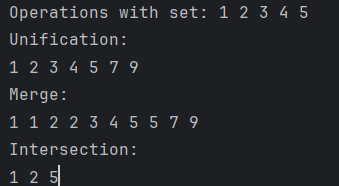 Operations with set: 1 2 3 4 5
Unification:
1 2 3 4 5 7 9
Merge:
1 1 2 2 3 4 5 5 7 9
Intersection:
1 2 5